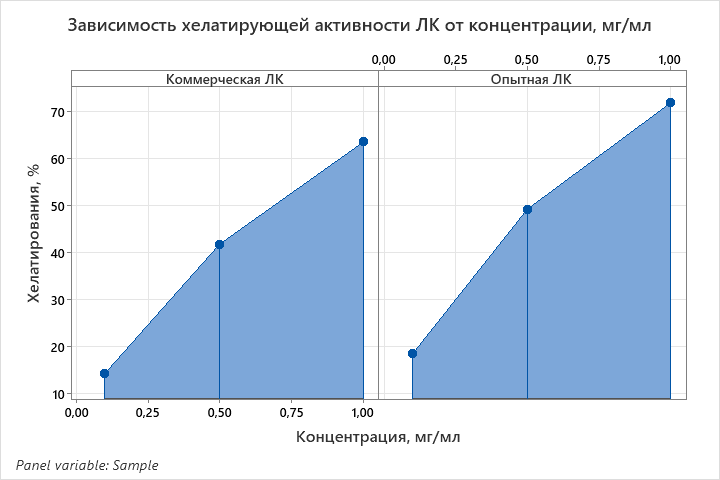 Зависимость хелатирующей активности ЛК от концентрации, мг/мл
0,00 0,50 0,75 1,00
0,25
Коммерческая ЛК Опытная ЛК
70
60
50
40
30
20
10
Хелатирования, %
0,00 0,25 0,50 0,75 1,00
Концентрация, мг/мл
Panel variable: Sample